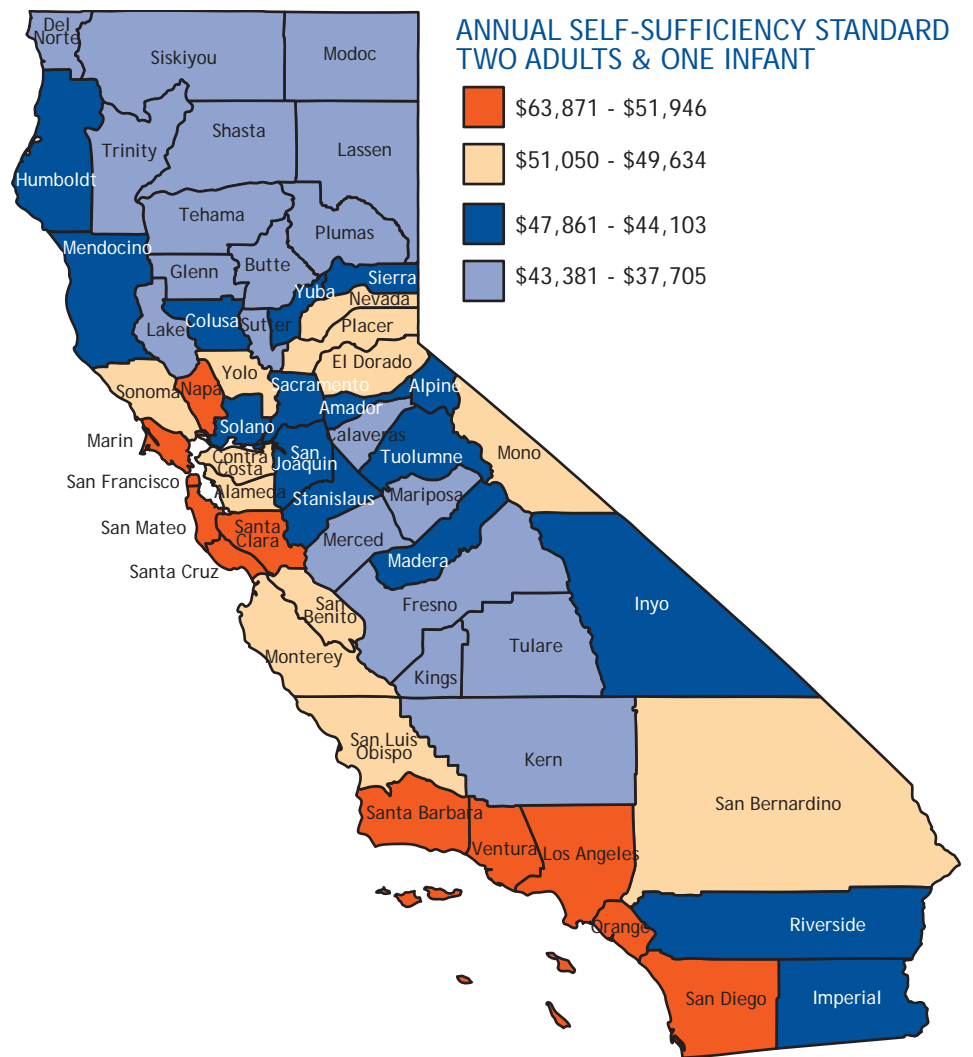 ANNUAL SELF-SUFFICIENCY STANDARD
TWO ADULTS & ONE INFANT
$63,871 - $51,946
$51,050 - $49,634
$47,861 - $44,103
$43,381 - $37,705
Del
Norte
Siskiyou
Modoc
Shasta
Trinity
Lassen
Humboldt
Tehama
Plumas
Mendocino
Glenn
Butte
Sierra
Yuba
Nevada
Colusa
Sutter
Placer
Lake
El Dorado
Yolo
Sonoma
Napa
Sacramento
Alpine
Amador
Solano
Calaveras
Marin
Contra
Costa
San
Joaquin
Tuolumne
Mono
San Francisco
Alameda
Stanislaus
Mariposa
San Mateo
Santa
Clara
Merced
Madera
Santa Cruz
San
Benito
Fresno
Inyo
Monterey
Kings
Tulare
San Luis
Obispo
Kern
San Bernardino
Santa Barbara
Ventura
Los Angeles
Orange
Riverside
San Diego
Imperial